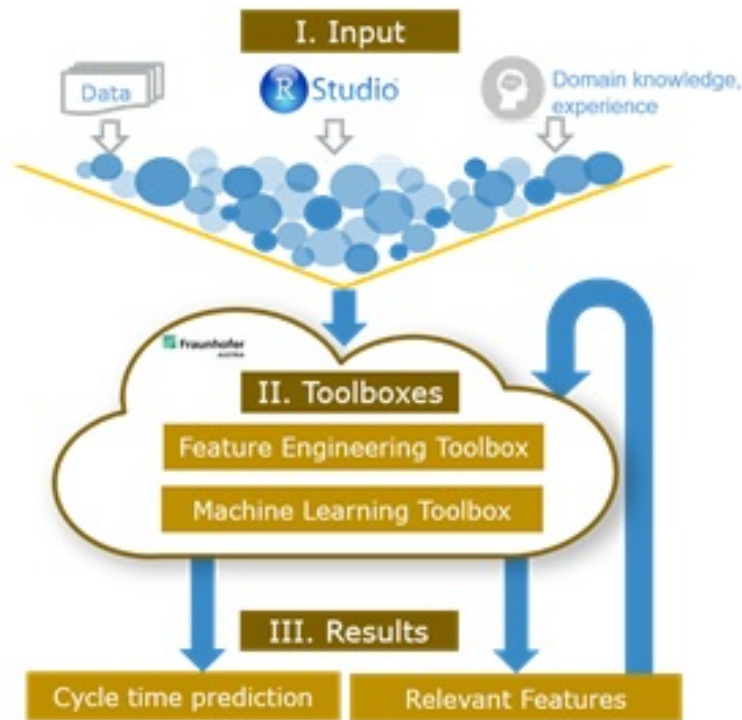 I. Input
Data
R Studio
Domain knowledge,
experience
Fraunhofer
AUSTRIA
II. Toolboxes
Feature Engineering Toolbox
Machine Learning Toolbox
III. Results
Cycle time prediction
Relevant Features